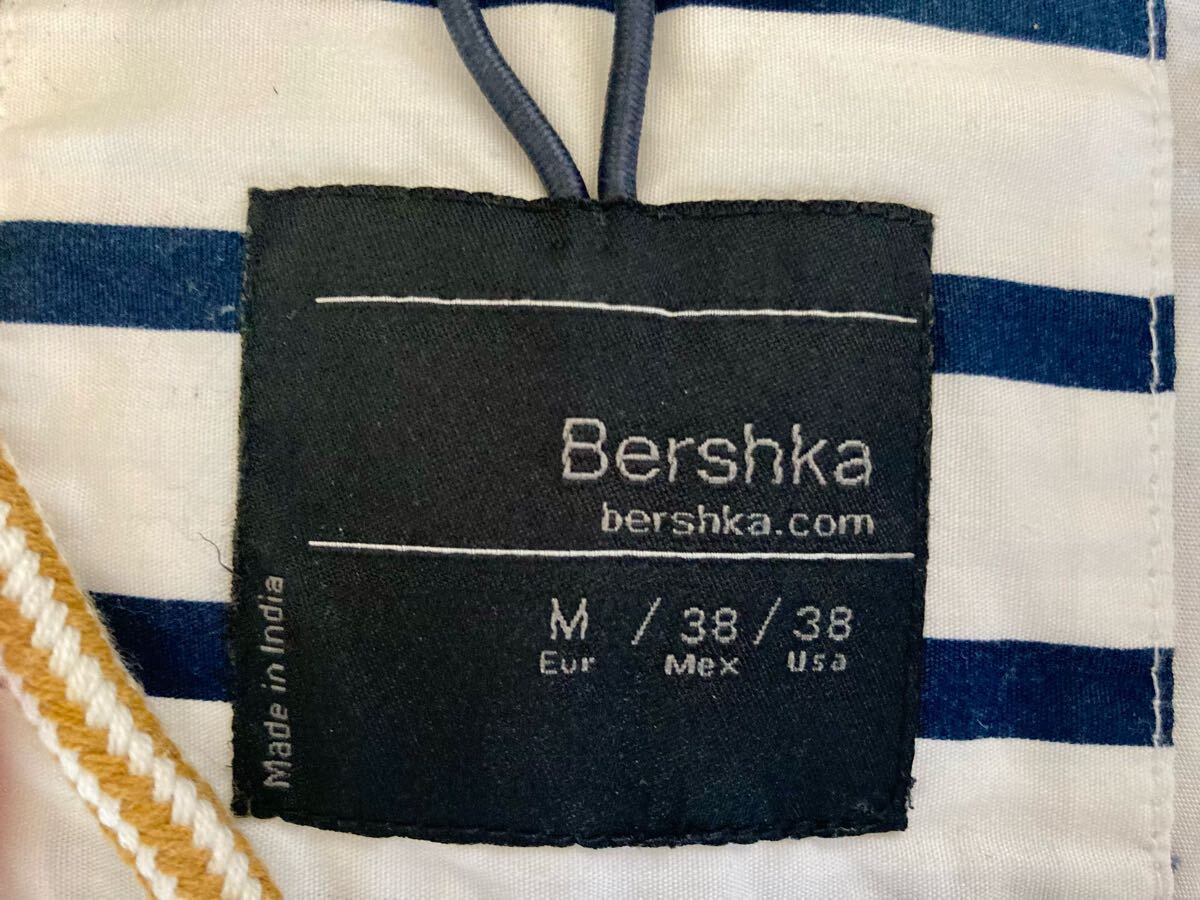 Bershka
bershka.com
M / 38 / 38
Eur Mex Usa
Made in India